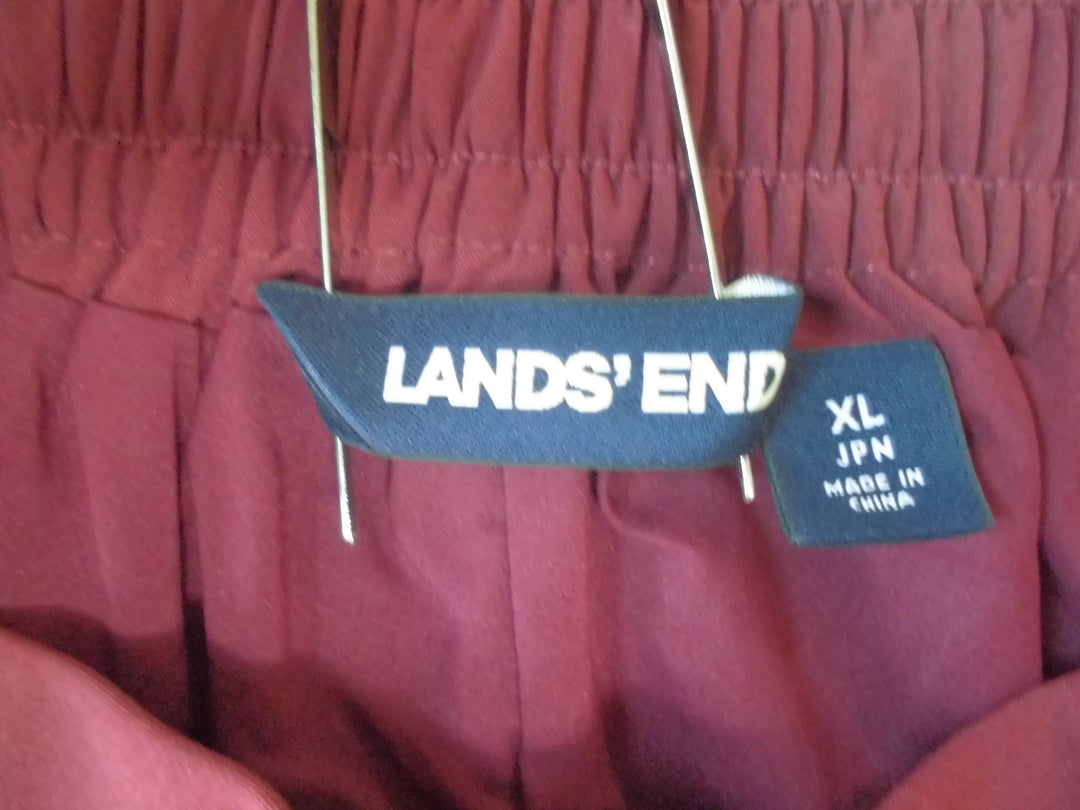 LANDS' END
XL
JPN
MADE IN
CHINA